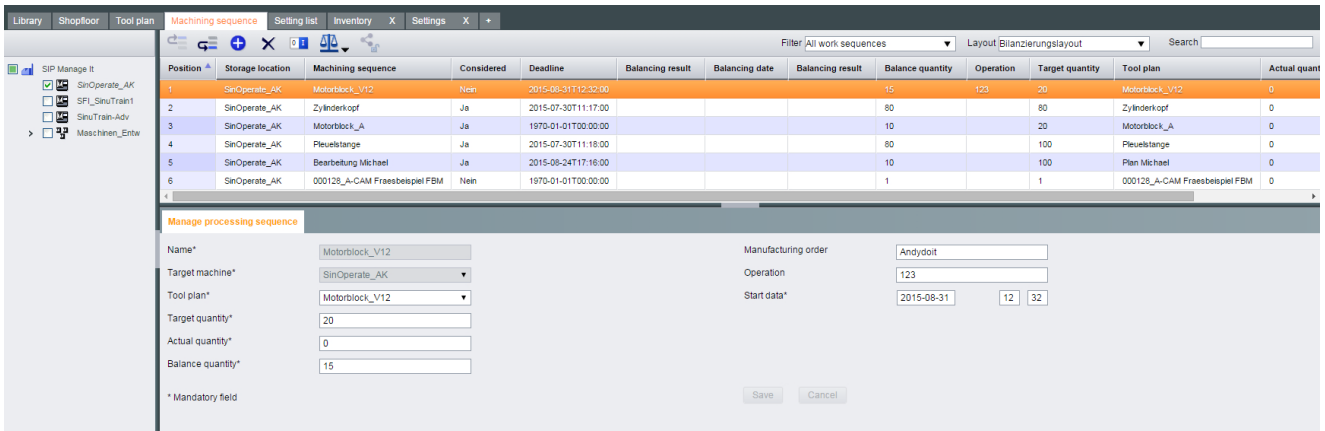 Library Shopfloor Tool plan Machining sequence Setting list Inventory X Settings X +
Filter All work sequences Layout Bilanzierungslayout Search
SIP Manage It
SinOperate_AK
SFI_SinuTrain1
SinuTrain-Adv
Maschinen_Entw
Position Storage location Machining sequence Considered Deadline Balancing result Balancing date Balancing result Balance quantity Operation Target quantity Tool plan Actual quant
1 SinOperate_AK Motorblock_V12 Nein 2015-08-31T12:32:00 15 123 20 Motorblock_V12 0
2 SinOperate_AK Zylinderkopf Ja 2015-07-30T11:17:00 80 80 Zylinderkopf 0
3 SinOperate_AK Motorblock_A Ja 1970-01-01T00:00:00 10 20 Motorblock_A 0
4 SinOperate_AK Pleuelstange Ja 2015-07-30T11:18:00 80 100 Pleuelstange 0
5 SinOperate_AK Bearbeitung Michael Ja 2015-08-24T17:16:00 10 100 Plan Michael 0
6 SinOperate_AK 000128_A-CAM Fraesbeispiel FBM Nein 1970-01-01T00:00:00 1 1 000128_A-CAM Fraesbeispiel FBM 0
Manage processing sequence
Name* Motorblock_V12 Manufacturing order Andydoit
Target machine* SinOperate_AK Operation 123
Tool plan* Motorblock_V12 Start data* 2015-08-31 12 32
Target quantity* 20
Actual quantity* 0
Balance quantity* 15
* Mandatory field Save Cancel